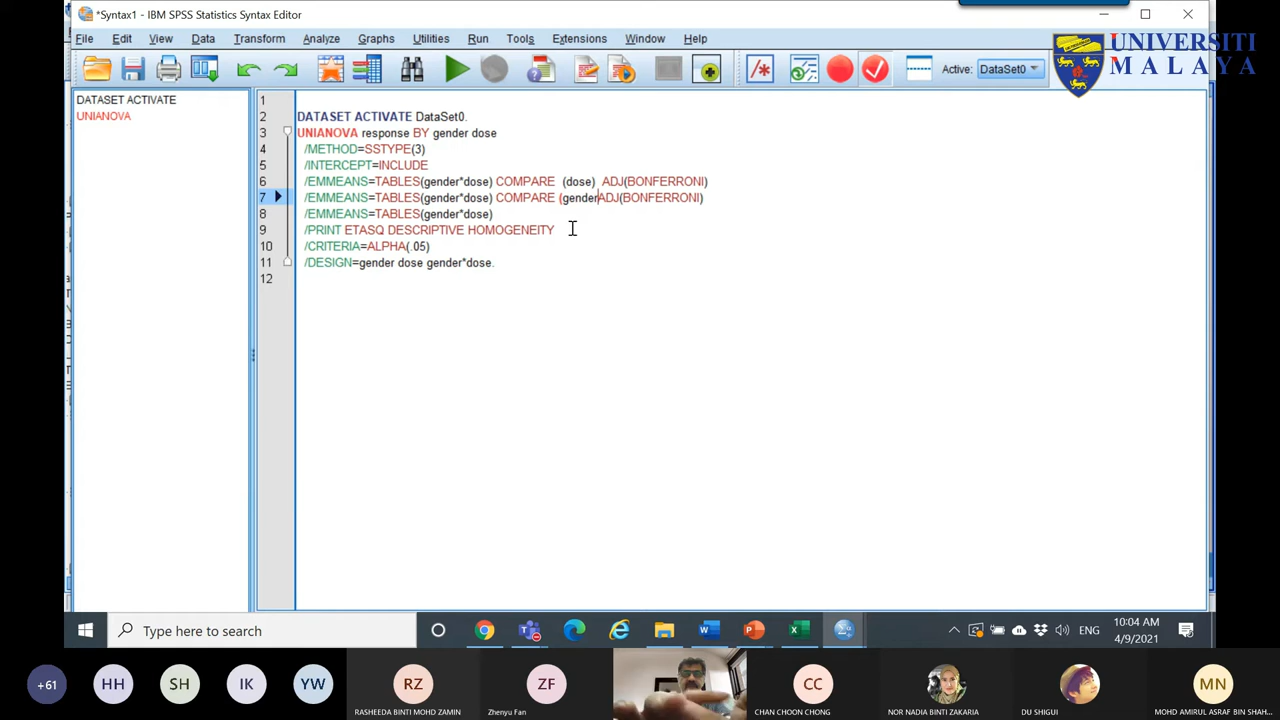 *Syntax1 - IBM SPSS Statistics Syntax Editor
File Edit View Data Transform Analyze Graphs Utilities Run Tools Extensions Window Help
Active: DataSet0
UNIVERSITI
MALAYA
DATASET ACTIVATE
UNIANOVA
1
2 DATASET ACTIVATE DataSet0.
3 UNIANOVA response BY gender dose
4 /METHOD=SSTYPE(3)
5 /INTERCEPT=INCLUDE
6 /EMMEANS=TABLES(gender*dose) COMPARE (dose) ADJ(BONFERRONI)
7 /EMMEANS=TABLES(gender*dose) COMPARE (genderADJ(BONFERRONI)
8 /EMMEANS=TABLES(gender*dose)
9 /PRINT ETASQ DESCRIPTIVE HOMOGENEITY
10 /CRITERIA=ALPHA(.05)
11 /DESIGN=gender dose gender*dose.
12
Type here to search
ENG
10:04 AM
4/9/2021
+61 HH SH IK YW RZ ZF CC MN
RASHEEDA BINTI MOHD ZAMIN Zhenyu Fan CHAN CHOON CHONG NOR NADIA BINTI ZAKARIA DU SHIGUI MOHD AMIRUL ASRAF BIN SHAH...